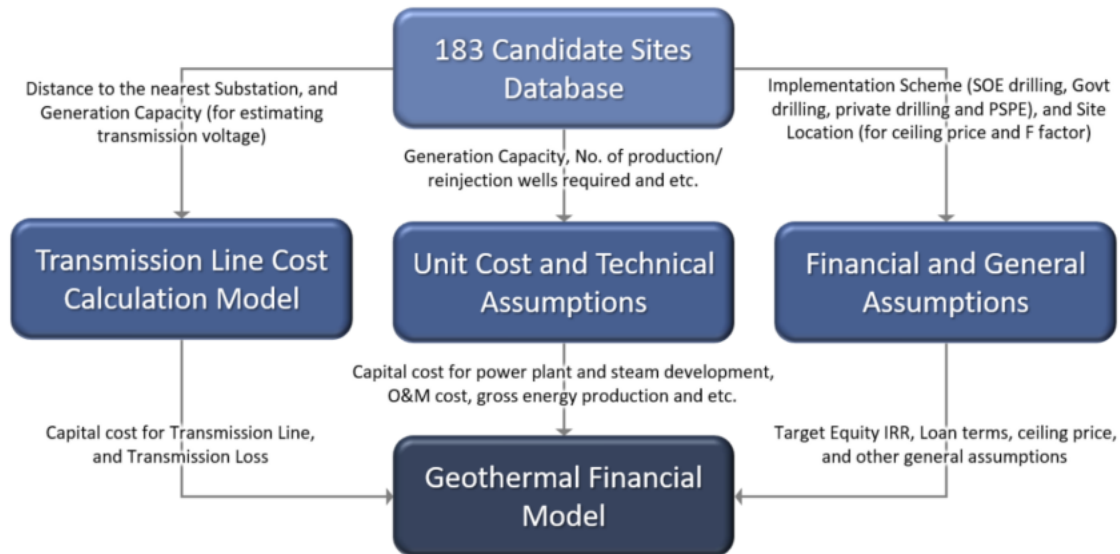 183 Candidate Sites
Database
Distance to the nearest Substation, and
Generation Capacity (for estimating
transmission voltage)
Implementation Scheme (SOE drilling, Govt
drilling, private drilling and PSPE), and Site
Location (for ceiling price and F factor)
Generation Capacity, No. of production/
reinjection wells required and etc.
Transmission Line Cost
Calculation Model
Unit Cost and Technical
Assumptions
Financial and General
Assumptions
Capital cost for power plant and steam development,
O&M cost, gross energy production and etc.
Capital cost for Transmission Line,
and Transmission Loss
Target Equity IRR, Loan terms, ceiling price,
and other general assumptions
Geothermal Financial
Model